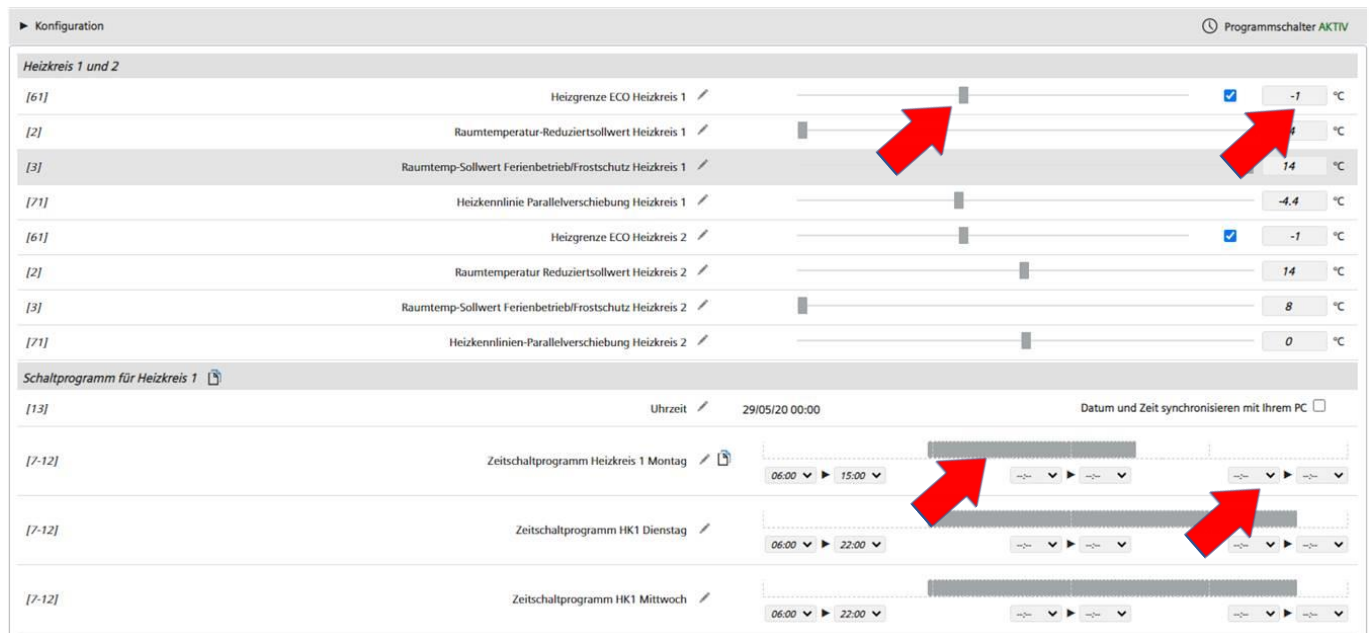 ► Konfiguration Programmschalter AKTIV
Heizkreis 1 und 2
[61] Heizgrenze ECO Heizkreis 1 -1 °C
[2] Raumtemperatur-Reduziertsollwert Heizkreis 1 4 °C
[3] Raumtemp-Sollwert Ferienbetrieb/Frostschutz Heizkreis 1 14 °C
[71] Heizkennlinie Parallelverschiebung Heizkreis 1 -4.4 °C
[61] Heizgrenze ECO Heizkreis 2 -1 °C
[2] Raumtemperatur Reduziertsollwert Heizkreis 2 14 °C
[3] Raumtemp-Sollwert Ferienbetrieb/Frostschutz Heizkreis 2 8 °C
[71] Heizkennlinien-Parallelverschiebung Heizkreis 2 0 °C
Schaltprogramm für Heizkreis 1
[13] Uhrzeit 29/05/20 00:00 Datum und Zeit synchronisieren mit Ihrem PC
[7-12] Zeitschaltprogramm Heizkreis 1 Montag
06:00 ► 15:00 --:-- ► --:-- --:-- ► --:--
[7-12] Zeitschaltprogramm HK1 Dienstag
06:00 ► 22:00 --:-- ► --:-- --:-- ► --:--
[7-12] Zeitschaltprogramm HK1 Mittwoch
06:00 ► 22:00 --:-- ► --:-- --:-- ► --:--